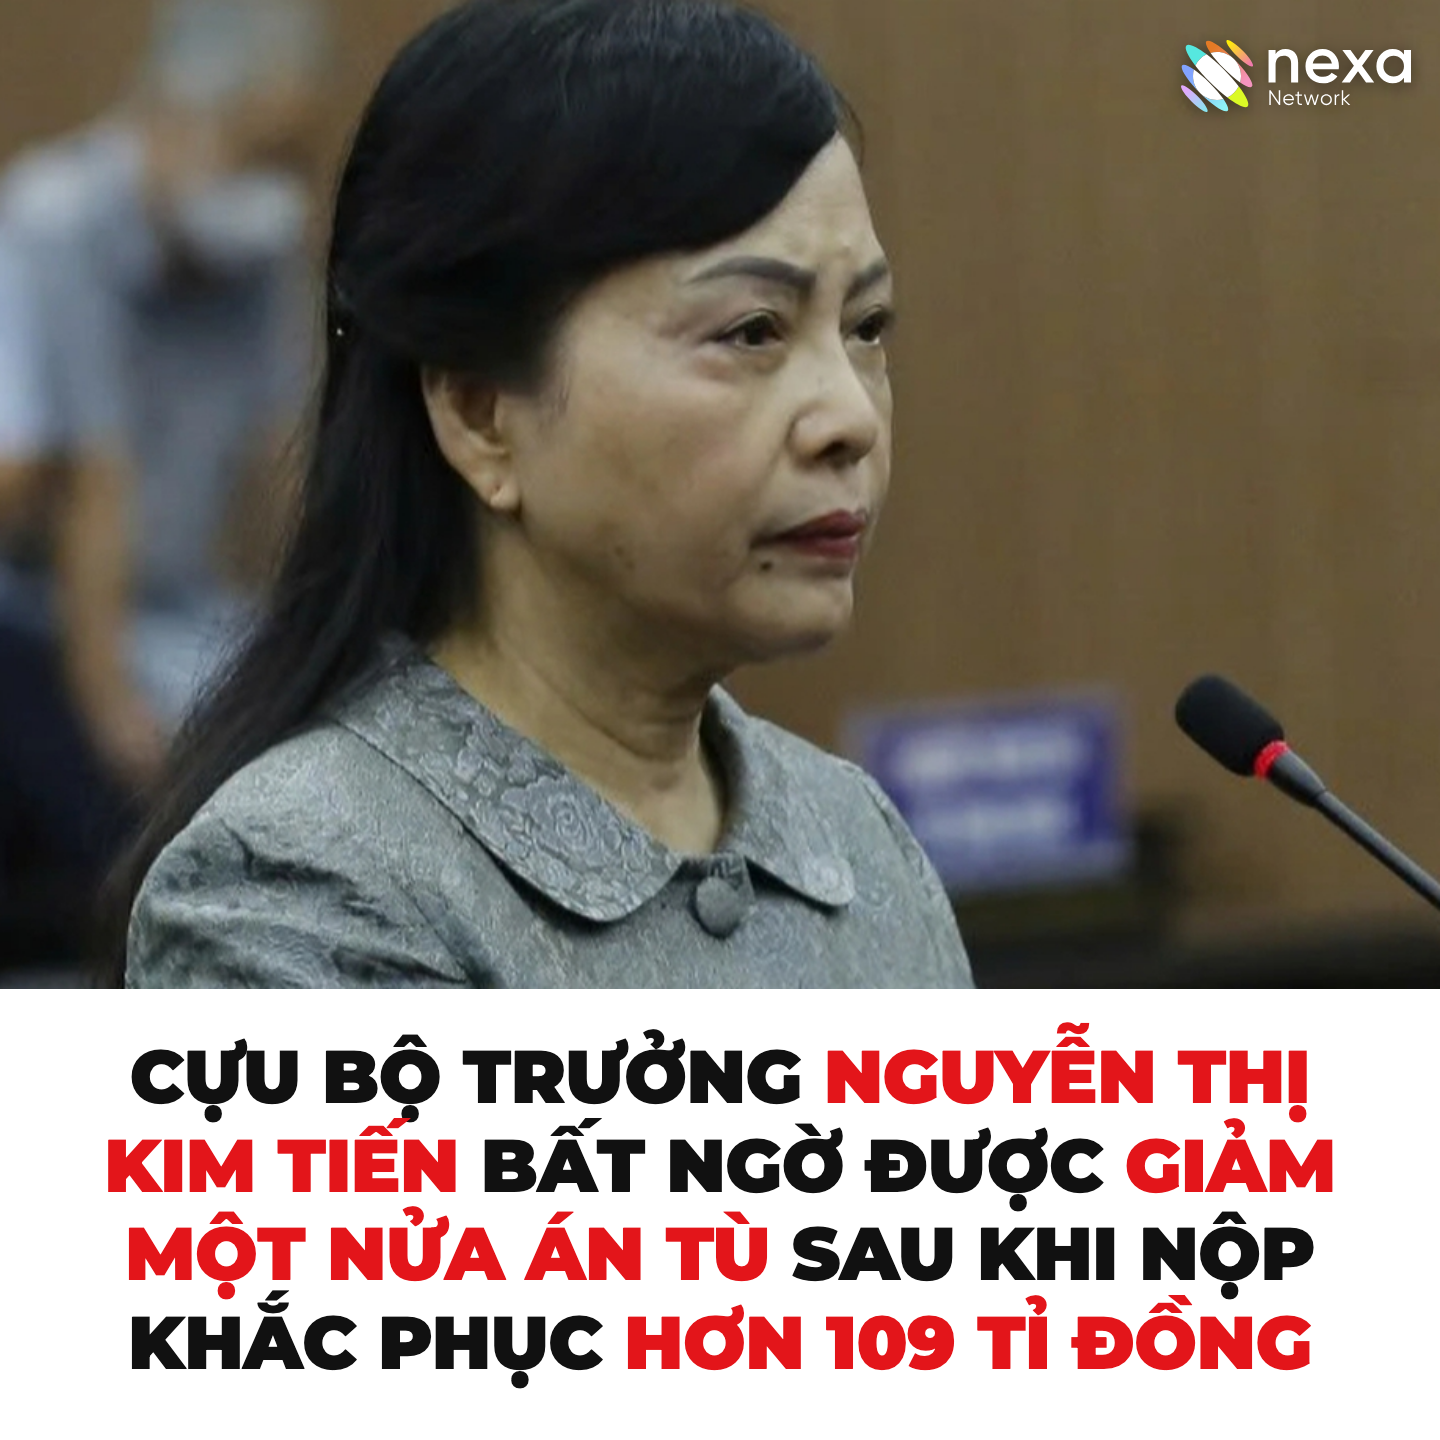 nexa
Network
CỰU BỘ TRƯỞNG NGUYỄN THỊ
KIM TIẾN BẤT NGỜ ĐƯỢC GIẢM
MỘT NỬA ÁN TÙ SAU KHI NỘP
KHẮC PHỤC HƠN 109 TỈ ĐỒNG